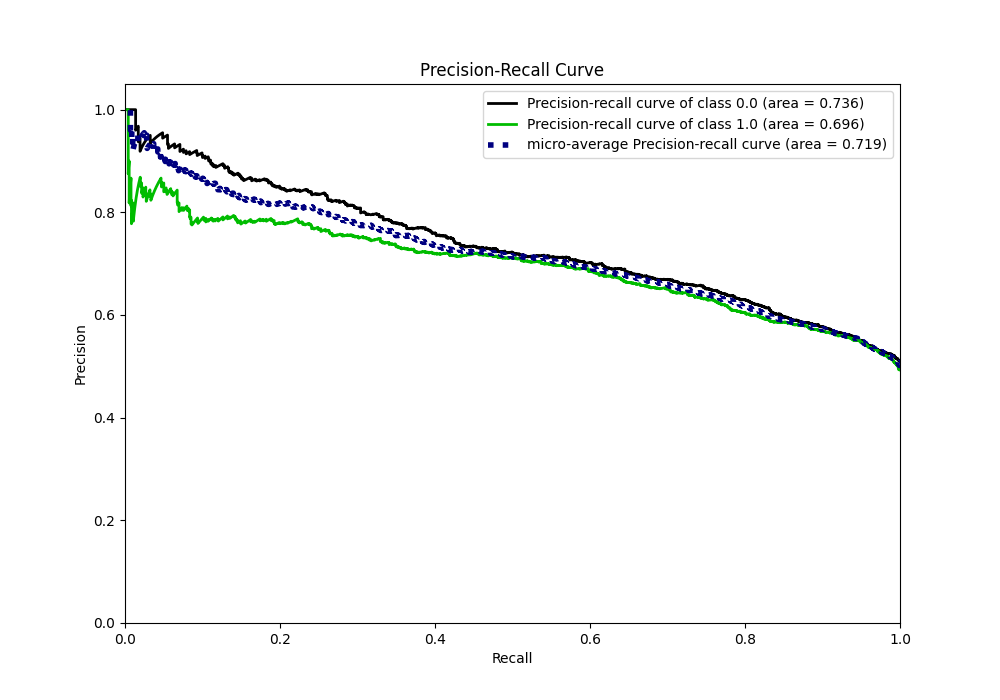 Precision-Recall Curve
Precision-recall curve of class 0.0 (area = 0.736)
Precision-recall curve of class 1.0 (area = 0.696)
micro-average Precision-recall curve (area = 0.719)
1.0
0.8
0.6
0.4
0.2
0.0
Precision
0.0 0.2 0.4 0.6 0.8 1.0
Recall